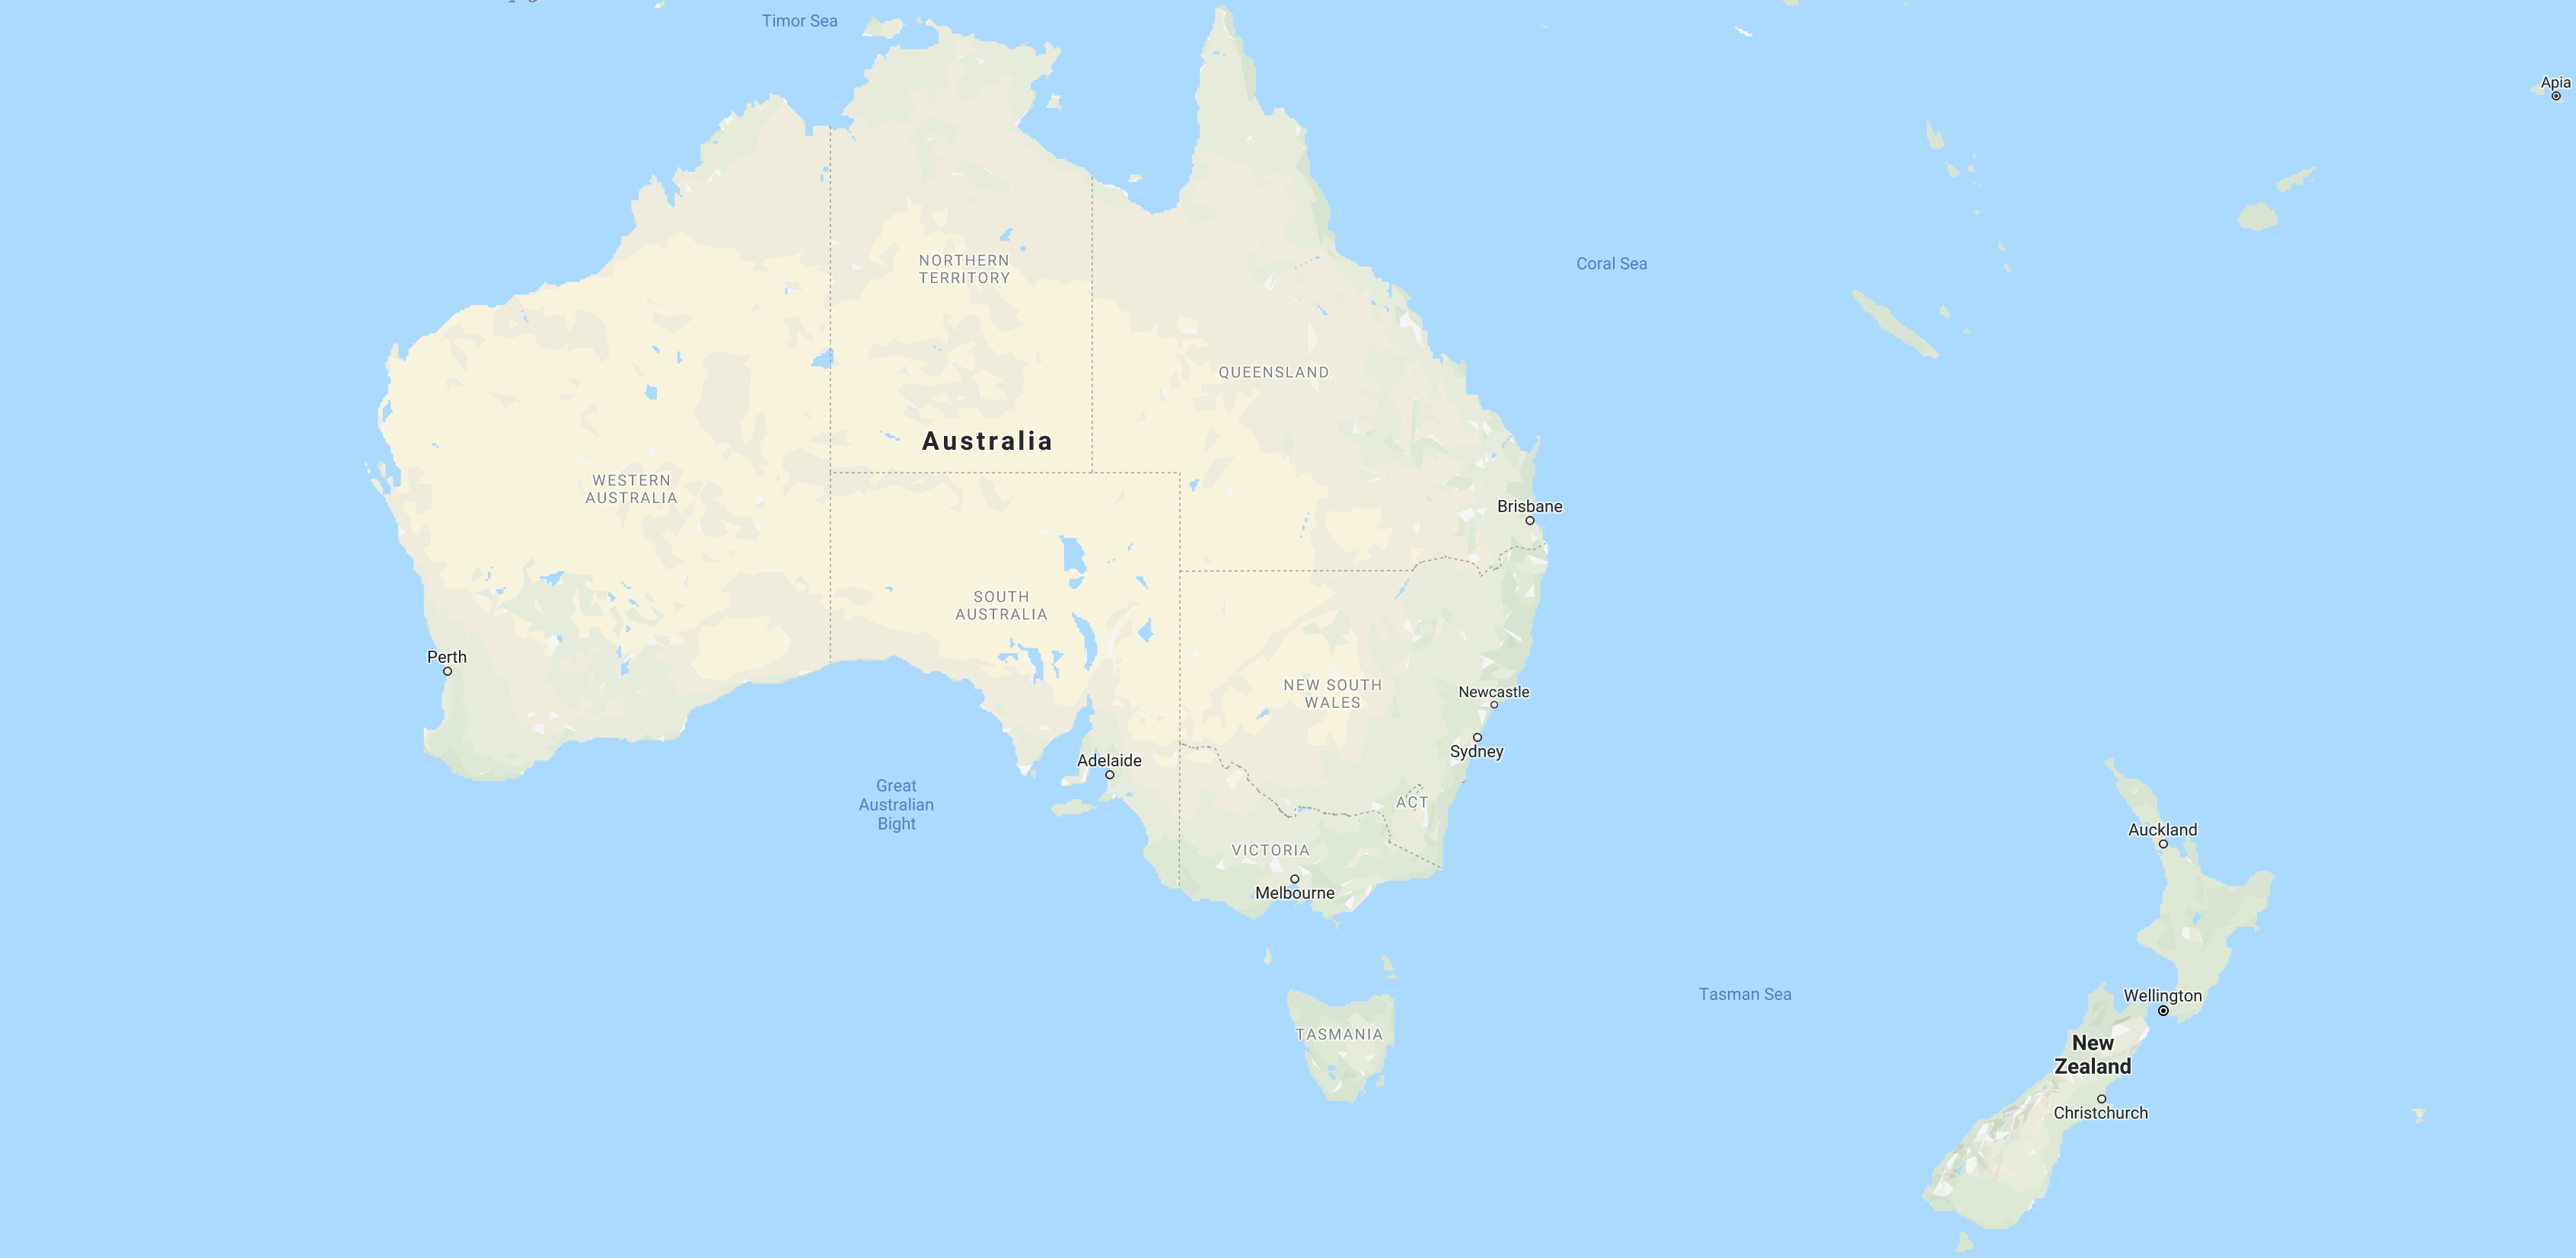 Timor Sea
Apia
Coral Sea
NORTHERN
TERRITORY
QUEENSLAND
Australia
WESTERN
AUSTRALIA
Brisbane
SOUTH
AUSTRALIA
Perth
NEW SOUTH
WALES
Newcastle
Sydney
Adelaide
Great
Australian
Bight
ACT
VICTORIA
Melbourne
Auckland
Tasman Sea
Wellington
TASMANIA
New
Zealand
Christchurch